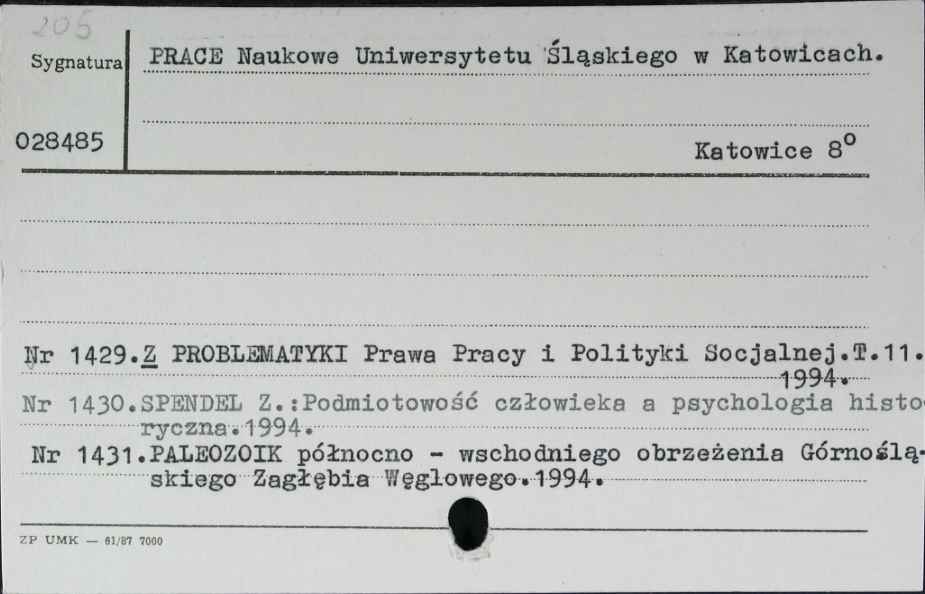 205
Sygnatura
PRACE Naukowe Uniwersytetu Śląskiego w Katowicach.
028485
Katowice 8°
Nr 1429.Z PROBLEMATYKI Prawa Pracy i Polityki Socjalnej.T.11.
1994.
Nr 1430.SPENDEL Z.:Podmiotowość człowieka a psychologia histo-
ryczna.1994.
Nr 1431.PALEOZOIK północno - wschodniego obrzeżenia Górnoślą-
skiego Zagłębia Węglowego.1994.
ZP UMK — 61/87 7000